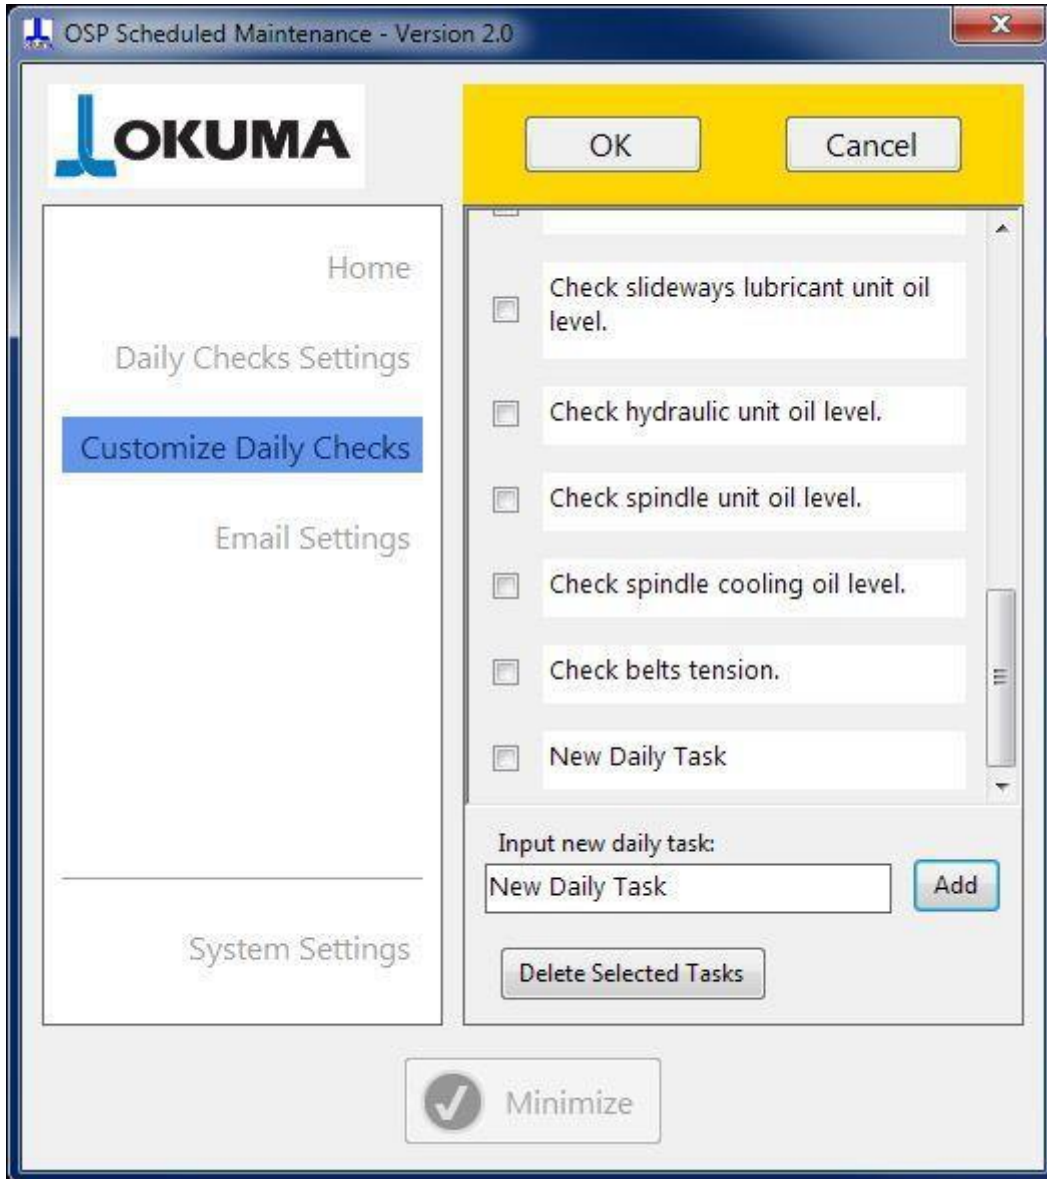 OSP Scheduled Maintenance - Version 2.0
OKUMA
OK
Cancel
Home
Daily Checks Settings
Customize Daily Checks
Email Settings
System Settings
Check slideways lubricant unit oil
level.
Check hydraulic unit oil level.
Check spindle unit oil level.
Check spindle cooling oil level.
Check belts tension.
New Daily Task
Input new daily task:
New Daily Task
Add
Delete Selected Tasks
Minimize